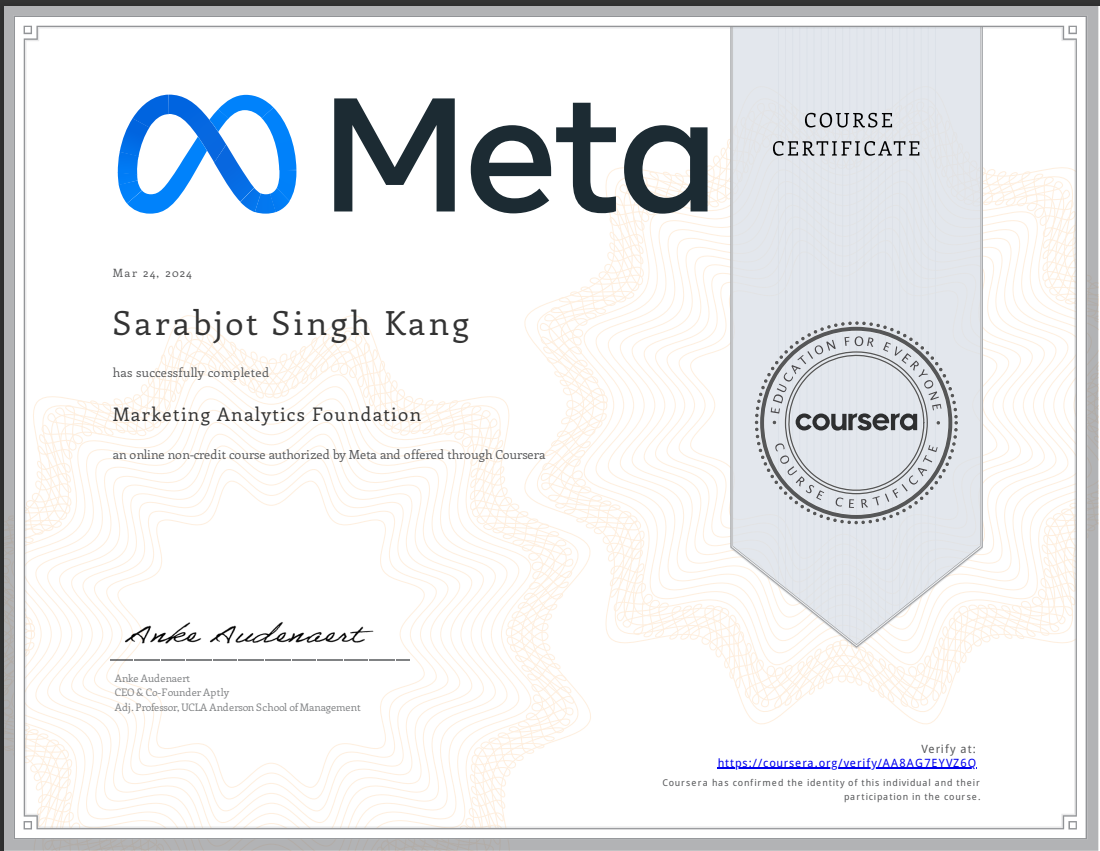 Meta
COURSE
CERTIFICATE
Mar 24, 2024
Sarabjot Singh Kang
has successfully completed
Marketing Analytics Foundation
an online non-credit course authorized by Meta and offered through Coursera
EDUCATION FOR EVERYONE
coursera
COURSE CERTIFICATE
Anke Audenaert
Anke Audenaert
CEO & Co-Founder Aptly
Adj. Professor, UCLA Anderson School of Management
Verify at:
https://coursera.org/verify/AA8AG7EYVZ6Q
Coursera has confirmed the identity of this individual and their
participation in the course.